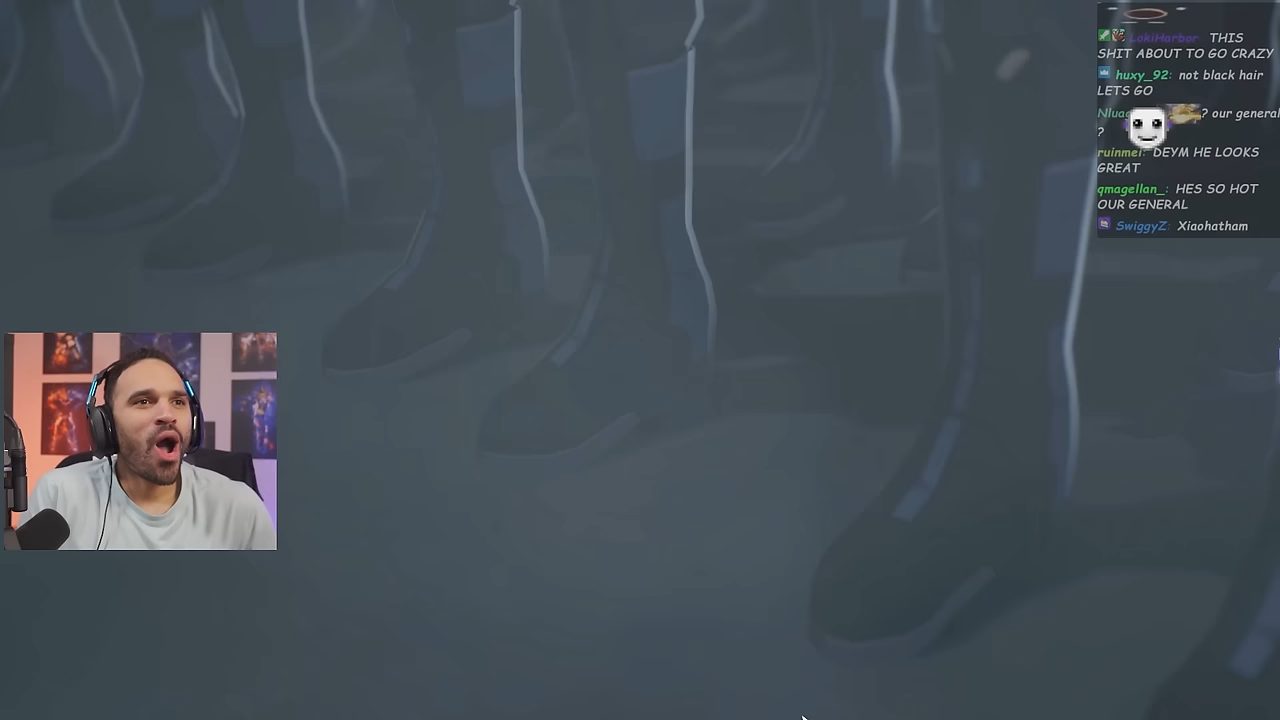 LokiHarbor THIS
SHIT ABOUT TO GO CRAZY
huxy_92: not black hair
LETS GO
? our general
?
ruinmei: DEYM HE LOOKS
GREAT
qmagellan_: HES SO HOT
OUR GENERAL
SwiggyZ: Xiaohatham